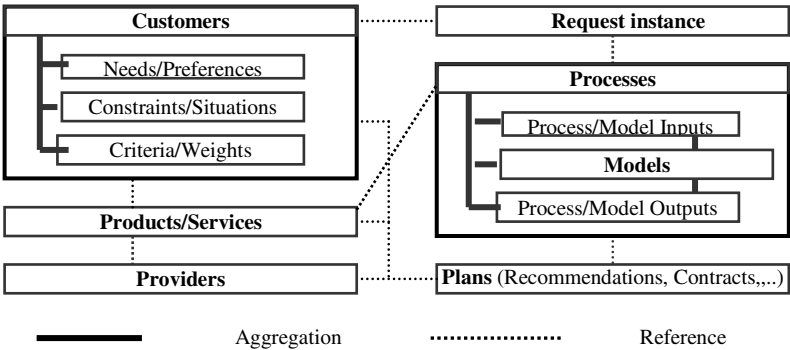 Customers
Needs/Preferences
Constraints/Situations
Criteria/Weights
Products/Services
Providers
Request instance
Processes
Process/Model Inputs
Models
Process/Model Outputs
Plans (Recommendations, Contracts,,..)
Aggregation
Reference